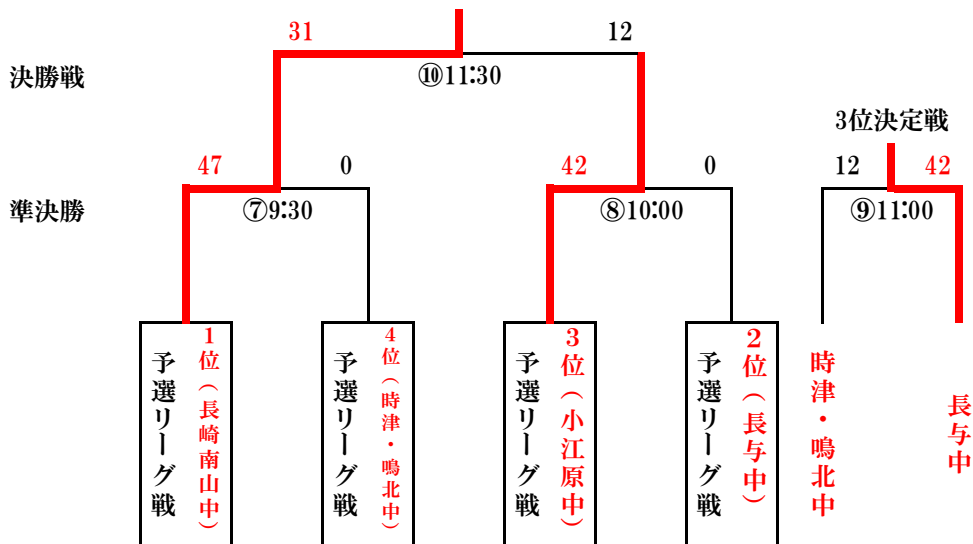 31
12
決勝戦
⑩11:30
3位決定戦
47
0
42
0
12
42
準決勝
⑦9:30
⑧10:00
⑨11:00
予選リーグ戦
1位(長崎南山中)
予選リーグ戦
4位(時津・鳴北中)
予選リーグ戦
3位(小江原中)
予選リーグ戦
2位(長与中)
時津・鳴北中
長与中